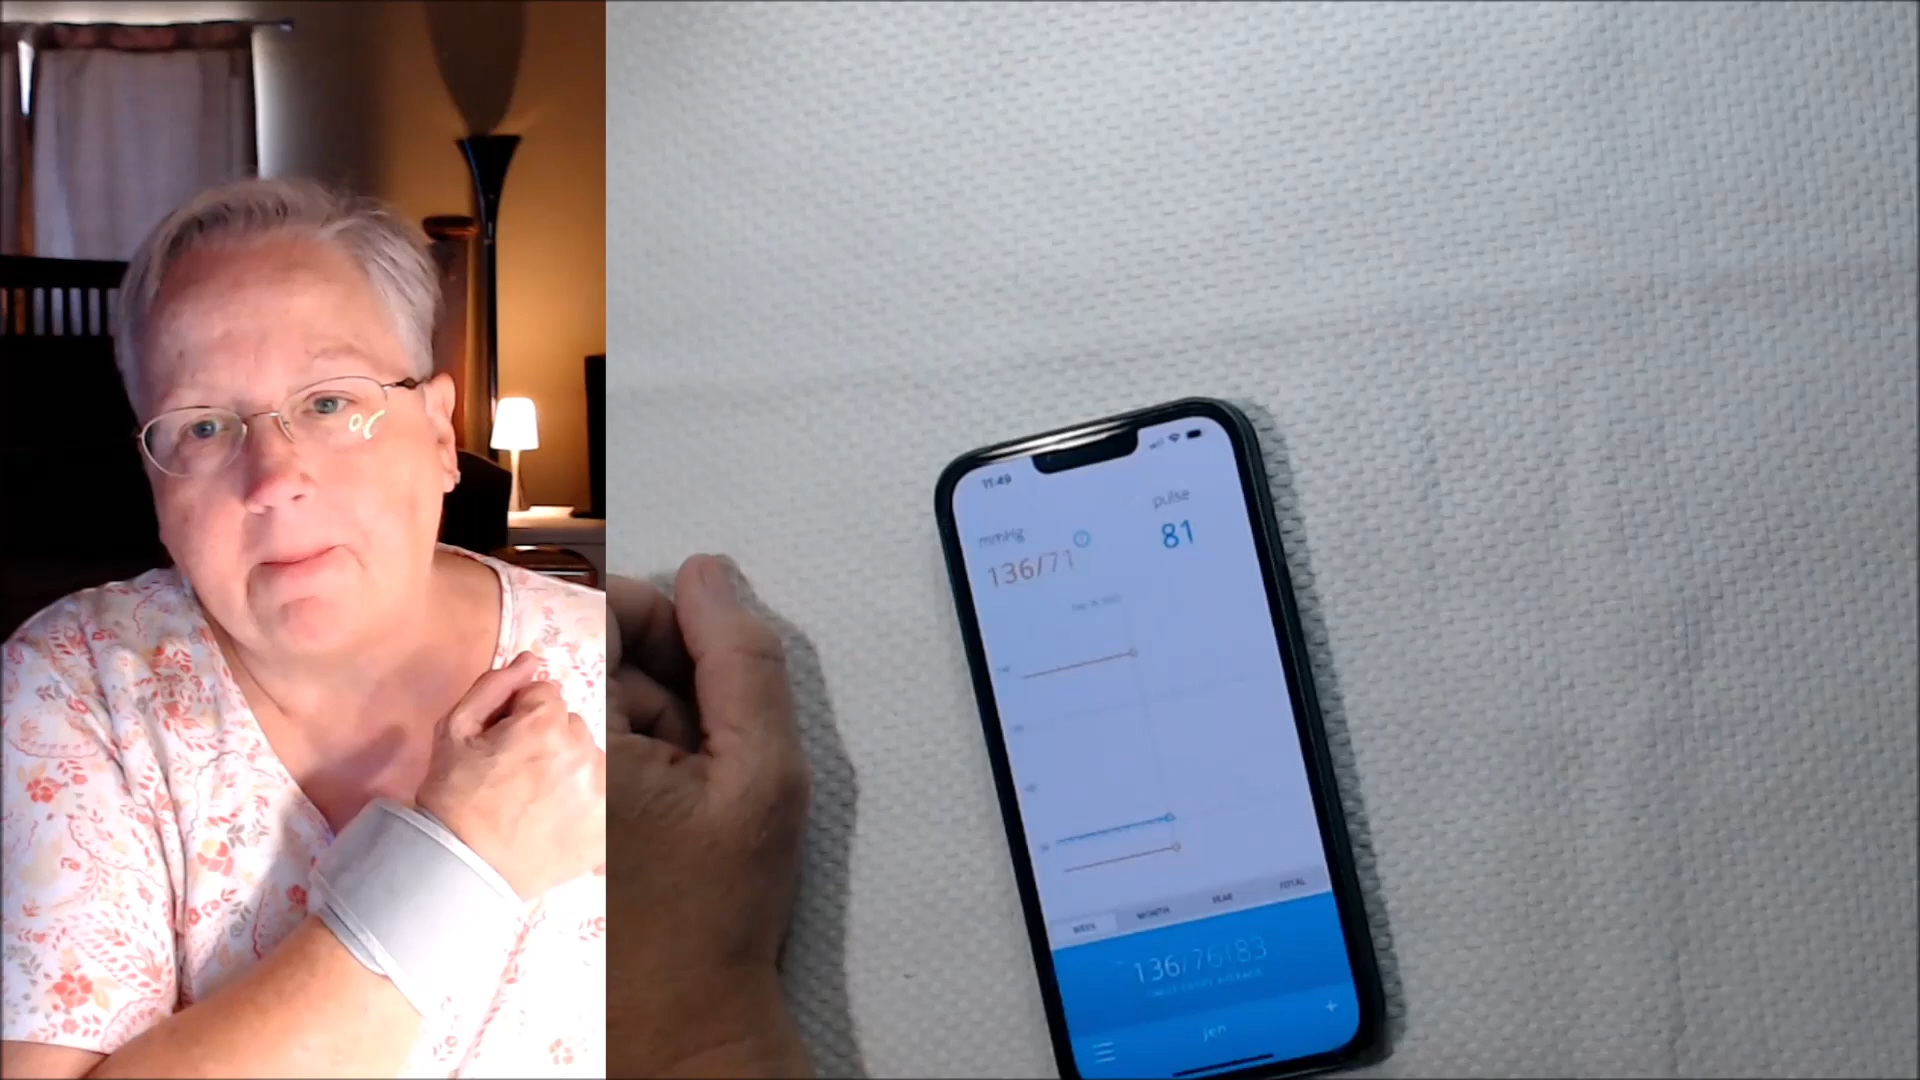 11:49
pulse
mmHg
81
136/71
WEEK MONTH YEAR TOTAL
136/76/83
jen